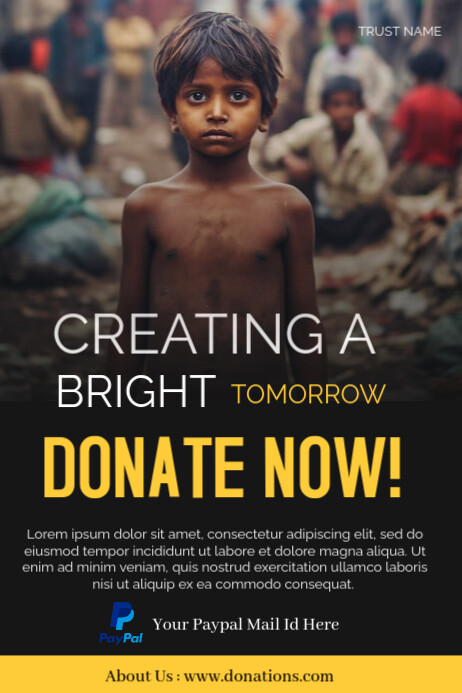 TRUST NAME
CREATING A
BRIGHT TOMORROW
DONATE NOW!
Lorem ipsum dolor sit amet, consectetur adipiscing elit, sed do
eiusmod tempor incididunt ut labore et dolore magna aliqua. Ut
enim ad minim veniam, quis nostrud exercitation ullamco laboris
nisi ut aliquip ex ea commodo consequat.
PayPal Your Paypal Mail Id Here
About Us : www.donations.com